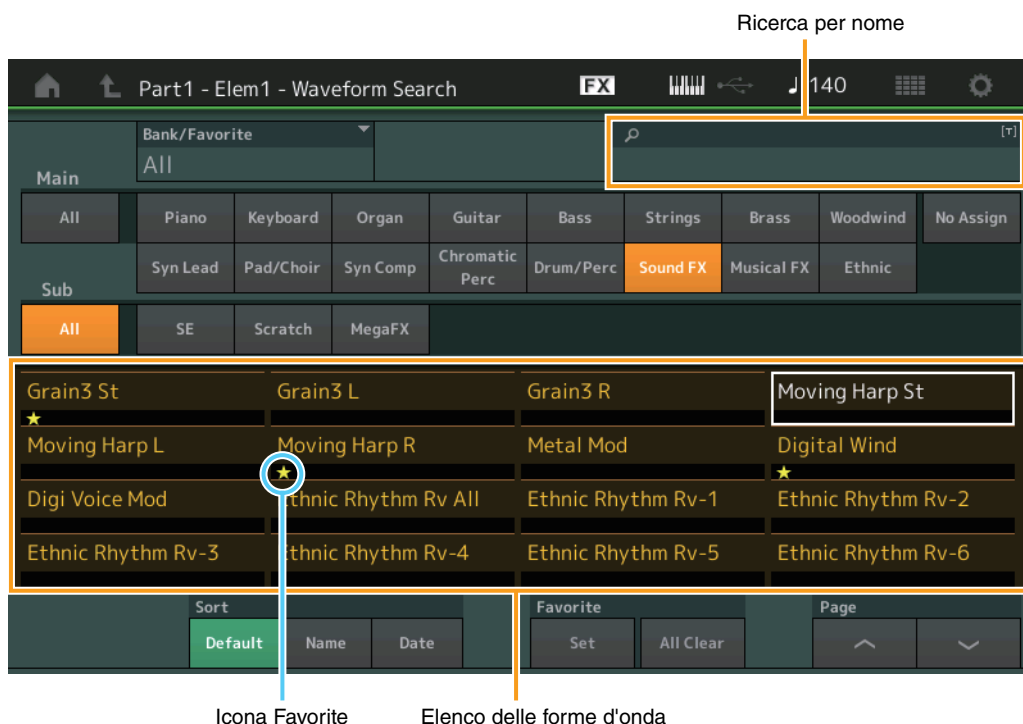 Ricerca per nome
Part1 - Elem1 - Waveform Search FX 140
Bank/Favorite [T]
All
Main
All Piano Keyboard Organ Guitar Bass Strings Brass Woodwind No Assign
Syn Lead Pad/Choir Syn Comp Chromatic Perc Drum/Perc Sound FX Musical FX Ethnic
Sub
All SE Scratch MegaFX
Grain3 St Grain3 L Grain3 R Moving Harp St
Moving Harp L Moving Harp R Metal Mod Digital Wind
Digi Voice Mod Ethnic Rhythm Rv All Ethnic Rhythm Rv-1 Ethnic Rhythm Rv-2
Ethnic Rhythm Rv-3 Ethnic Rhythm Rv-4 Ethnic Rhythm Rv-5 Ethnic Rhythm Rv-6
Sort Favorite Page
Default Name Date Set All Clear
Icona Favorite Elenco delle forme d'onda